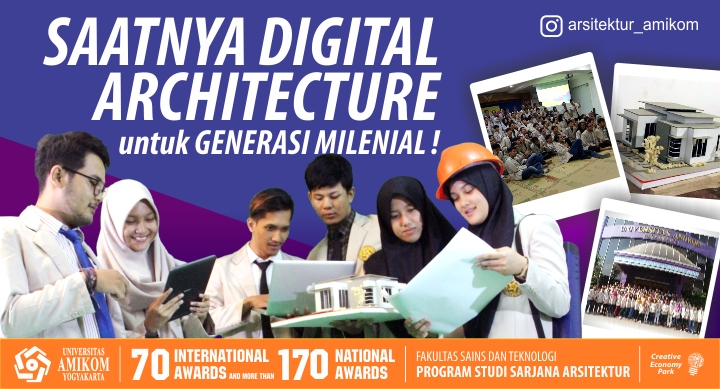 SAATNYA DIGITAL
ARCHITECTURE
untuk GENERASI MILENIAL !
arsitektur_amikom
UNIVERSITAS
AMIKOM
YOGYAKARTA
70 INTERNATIONAL
AWARDS AND MORE THAN
170 NATIONAL
AWARDS
FAKULTAS SAINS DAN TEKNOLOGI
PROGRAM STUDI SARJANA ARSITEKTUR
Creative
Economy
Park